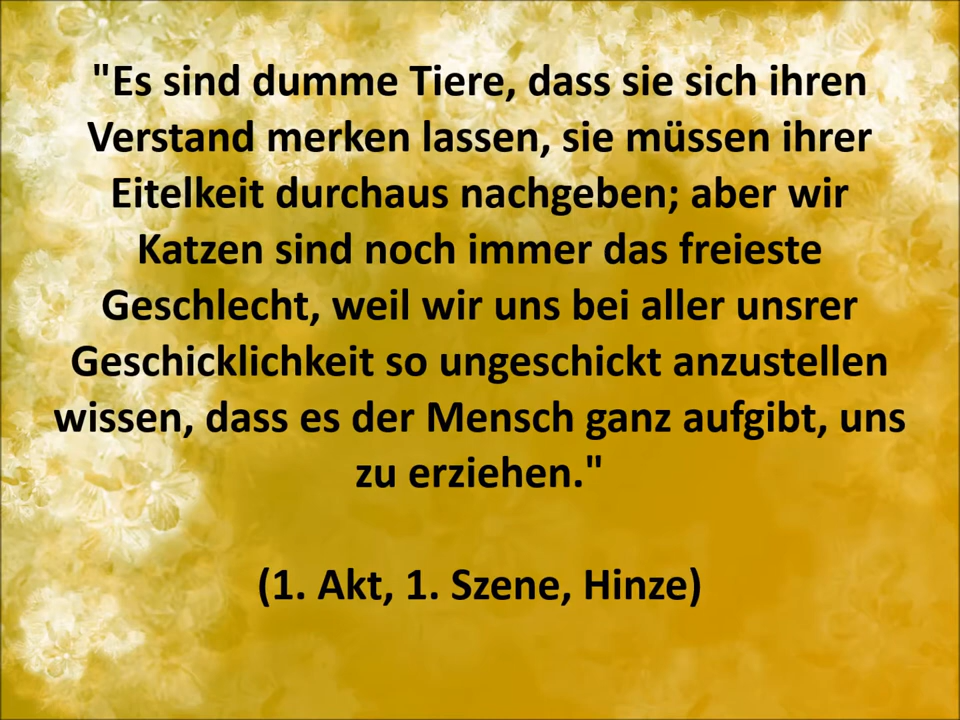 "Es sind dumme Tiere, dass sie sich ihren
Verstand merken lassen, sie müssen ihrer
Eitelkeit durchaus nachgeben; aber wir
Katzen sind noch immer das freieste
Geschlecht, weil wir uns bei aller unsrer
Geschicklichkeit so ungeschickt anzustellen
wissen, dass es der Mensch ganz aufgibt, uns
zu erziehen."
(1. Akt, 1. Szene, Hinze)